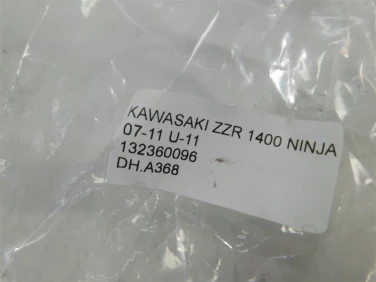 KAWASAKI ZZR 1400 NINJA
07-11 U-11
132360096
DH.A368